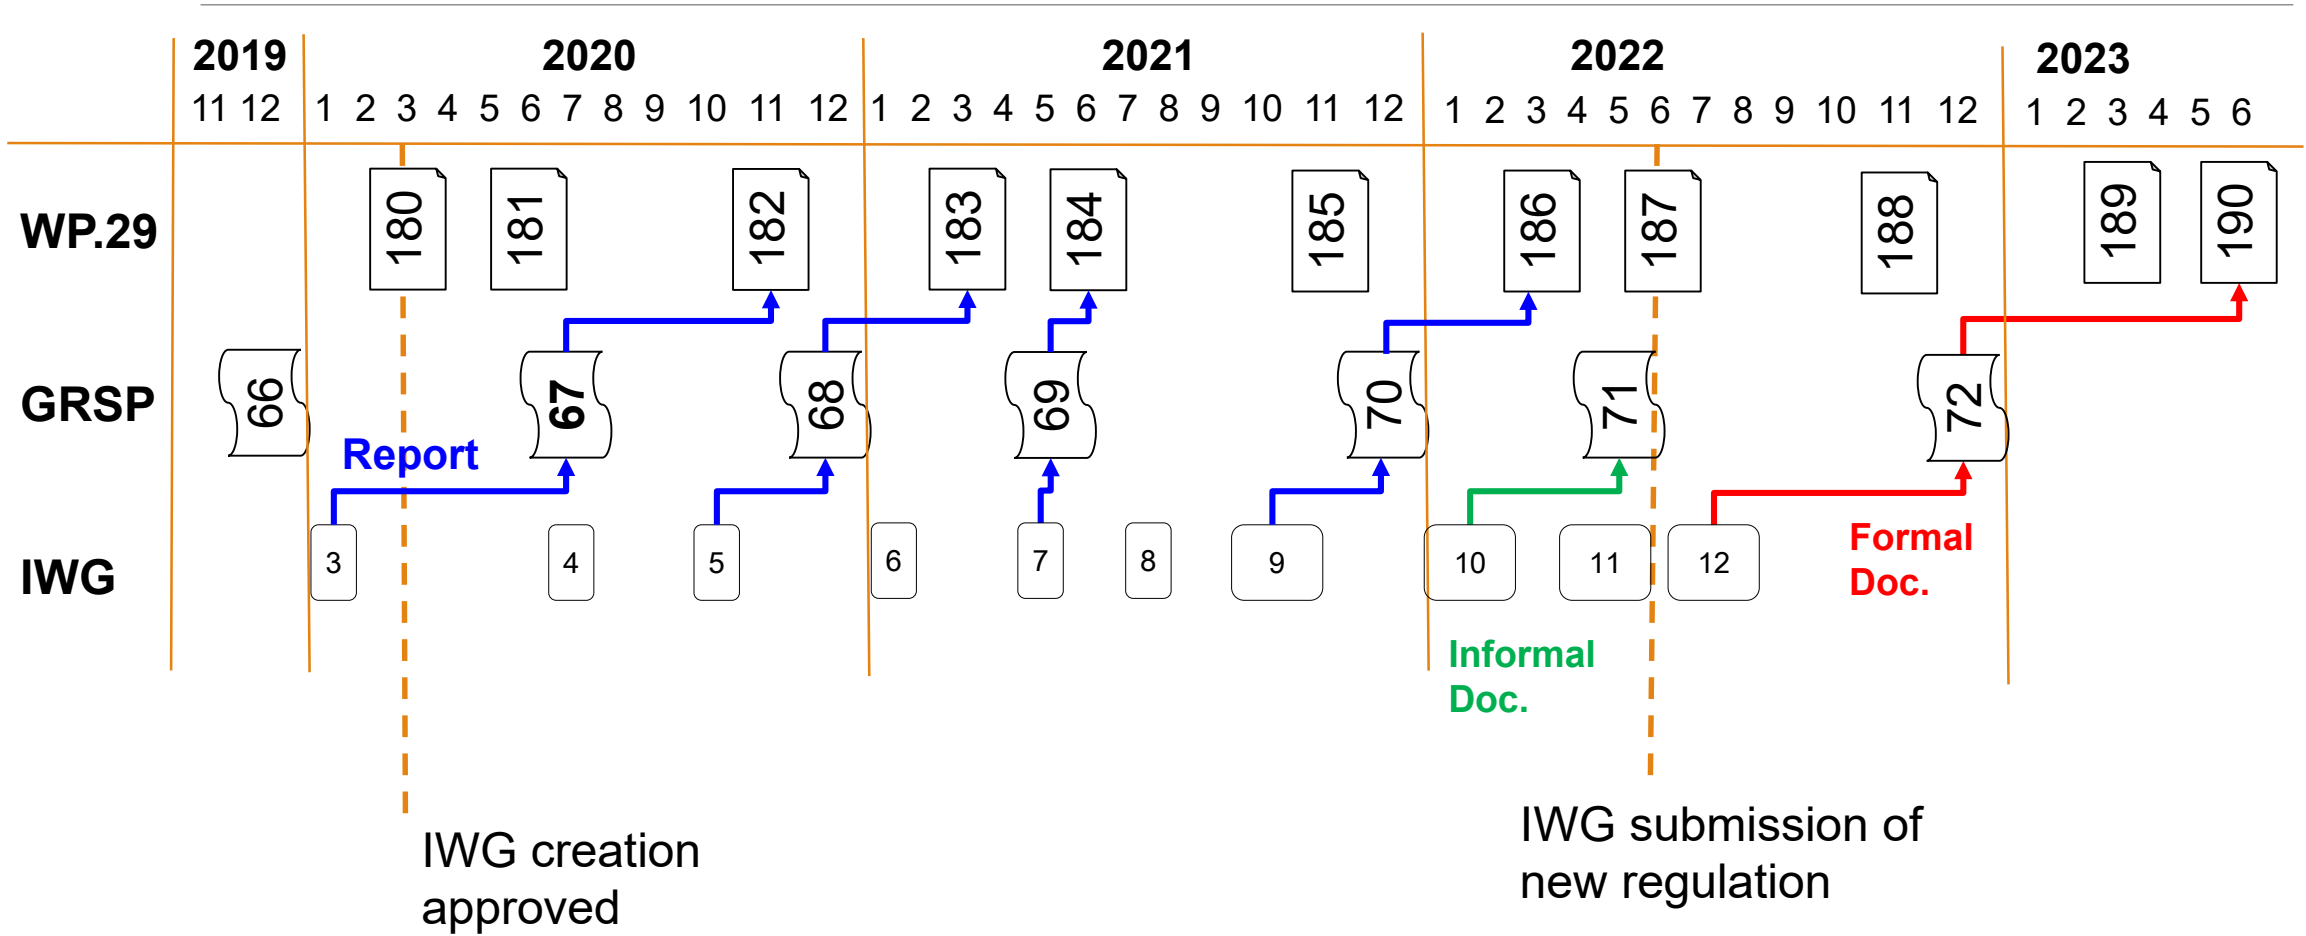 2019 2020 2021 2022 2023
11 12 1 2 3 4 5 6 7 8 9 10 11 12 1 2 3 4 5 6 7 8 9 10 11 12 1 2 3 4 5 6 7 8 9 10 11 12 1 2 3 4 5 6
WP.29 180 181 182 183 184 185 186 187 188 189 190
GRSP 66 67 68 69 70 71 72
Report
IWG 3 4 5 6 7 8 9 10 11 12
Formal
Doc.
Informal
Doc.
IWG creation
approved
IWG submission of
new regulation